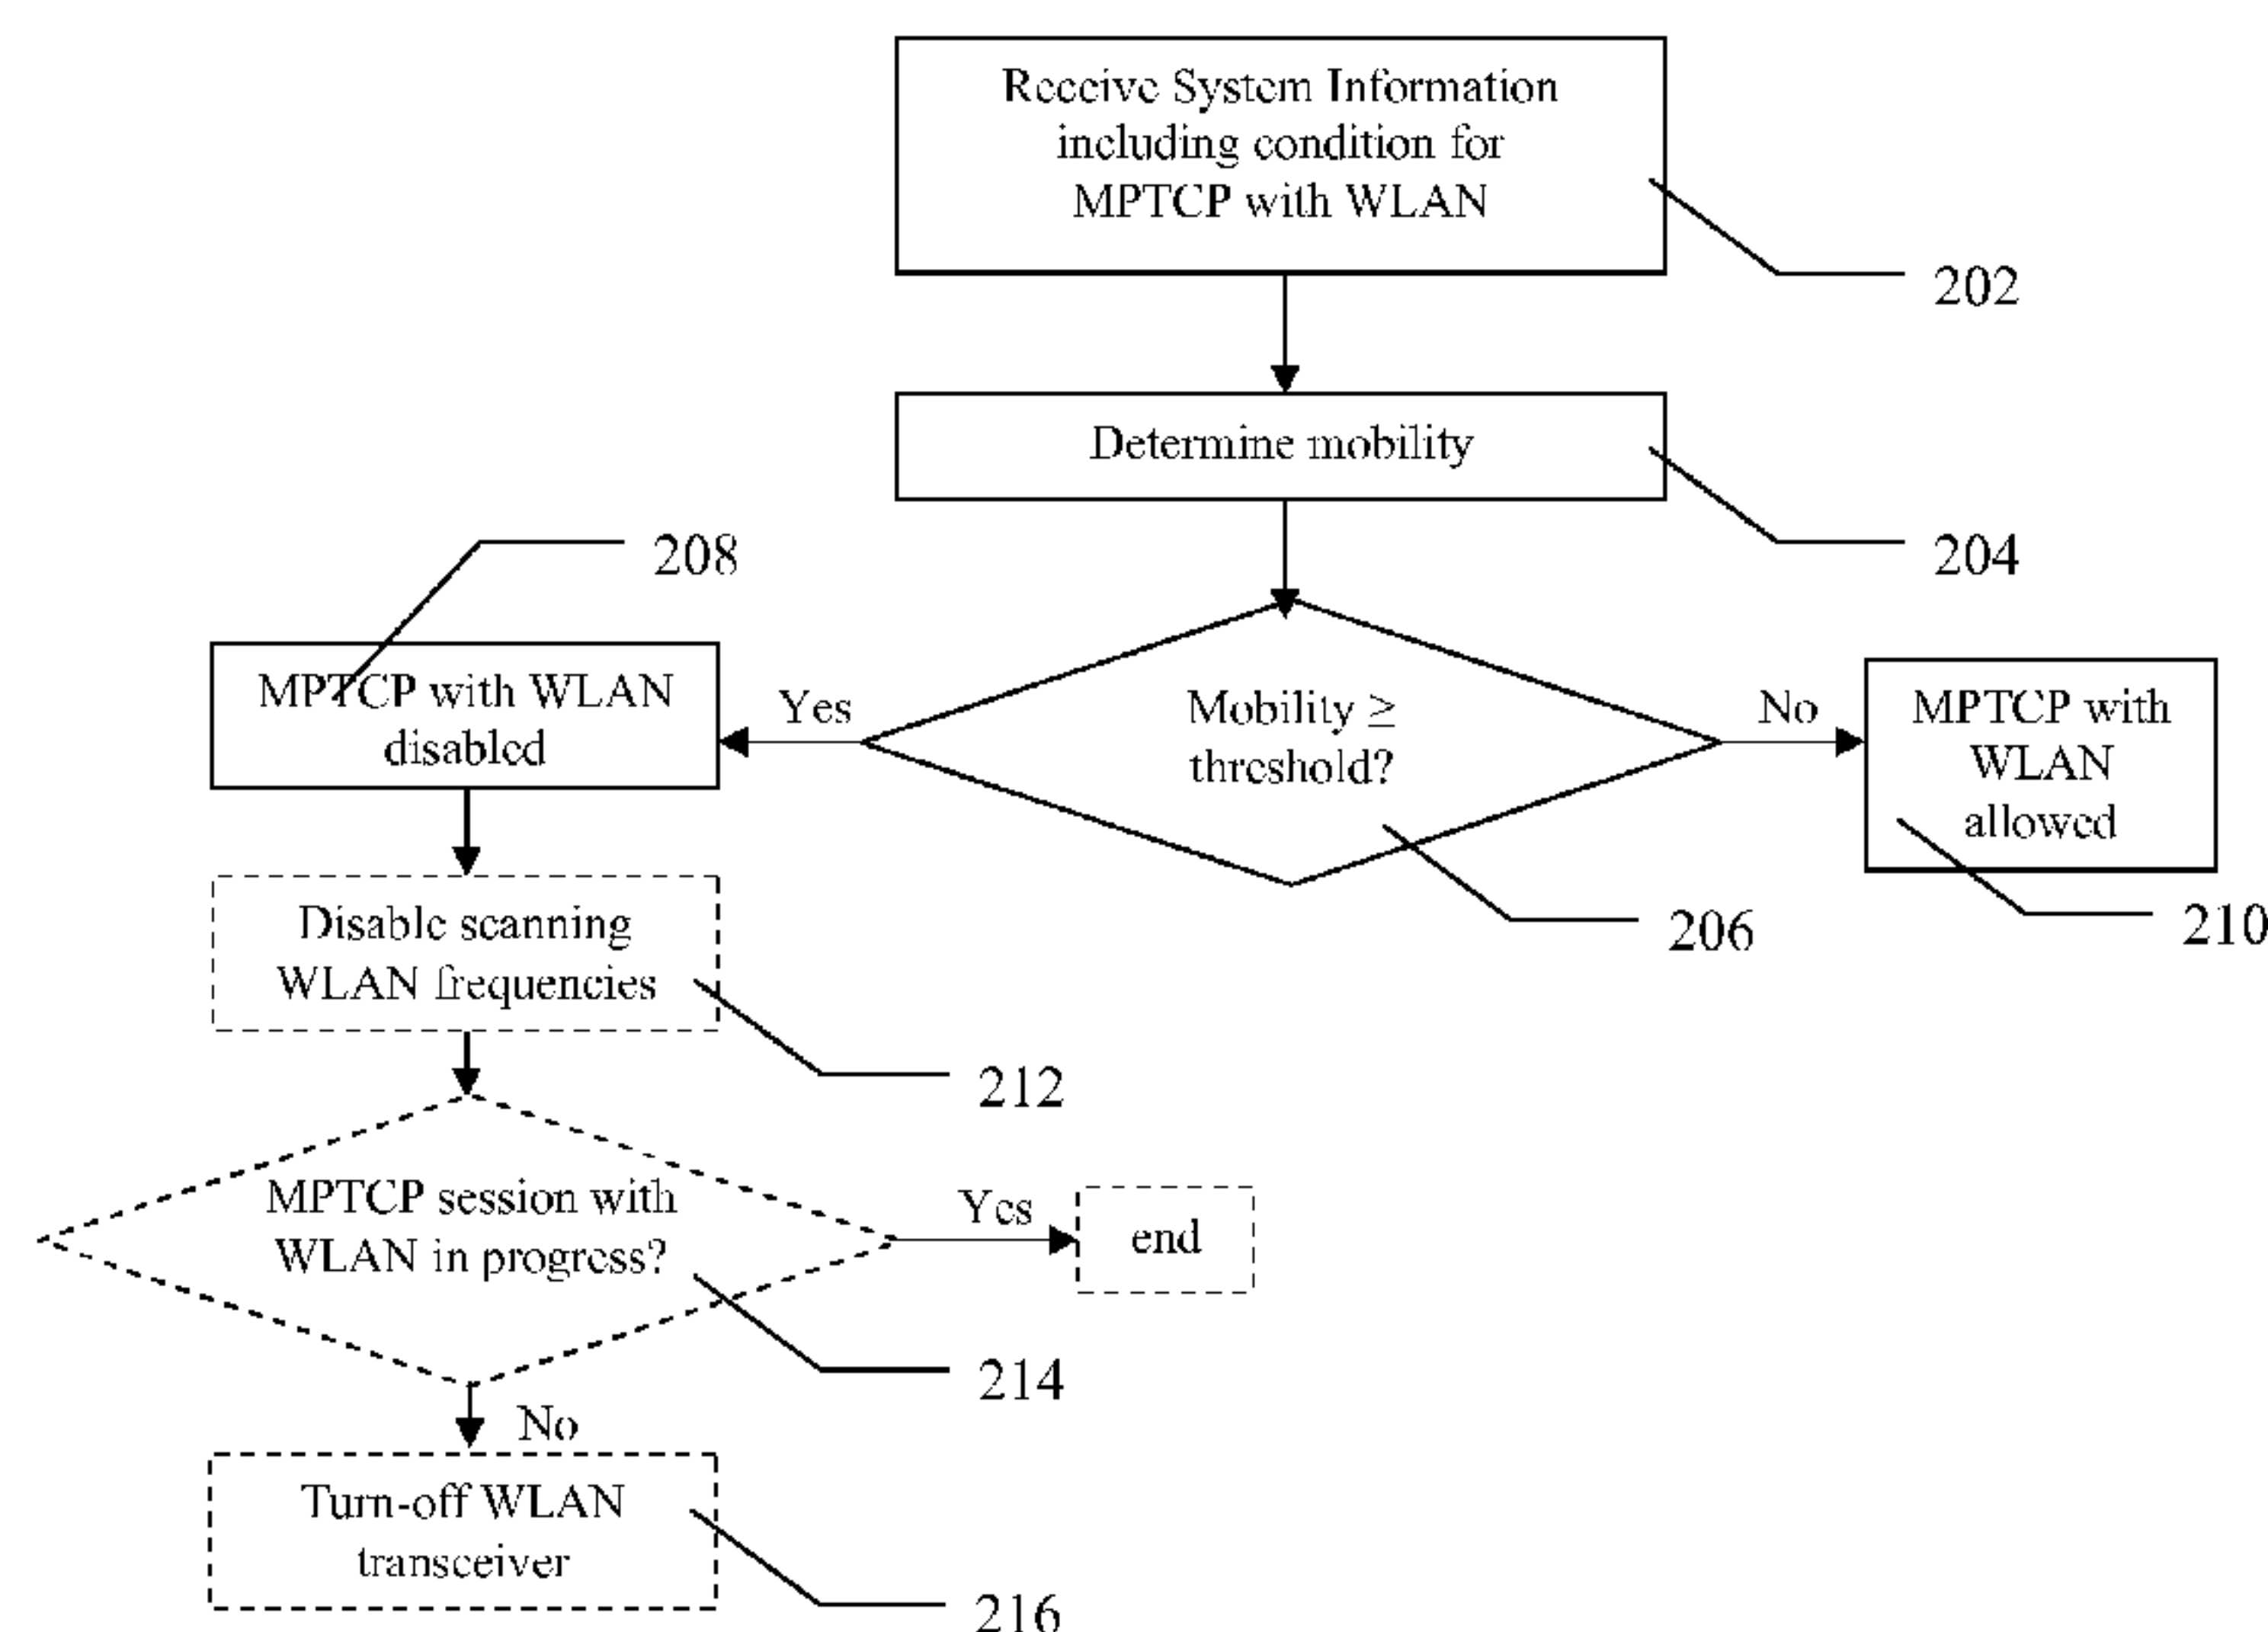 Receive System Information
including condition for
MPTCP with WLAN
202
Determine mobility
204
208
MPTCP with WLAN
disabled
Yes
Mobility ≥
threshold?
No
MPTCP with
WLAN
allowed
206
210
Disable scanning
WLAN frequencies
212
MPTCP session with
WLAN in progress?
Yes
end
214
No
Turn-off WLAN
transceiver
216